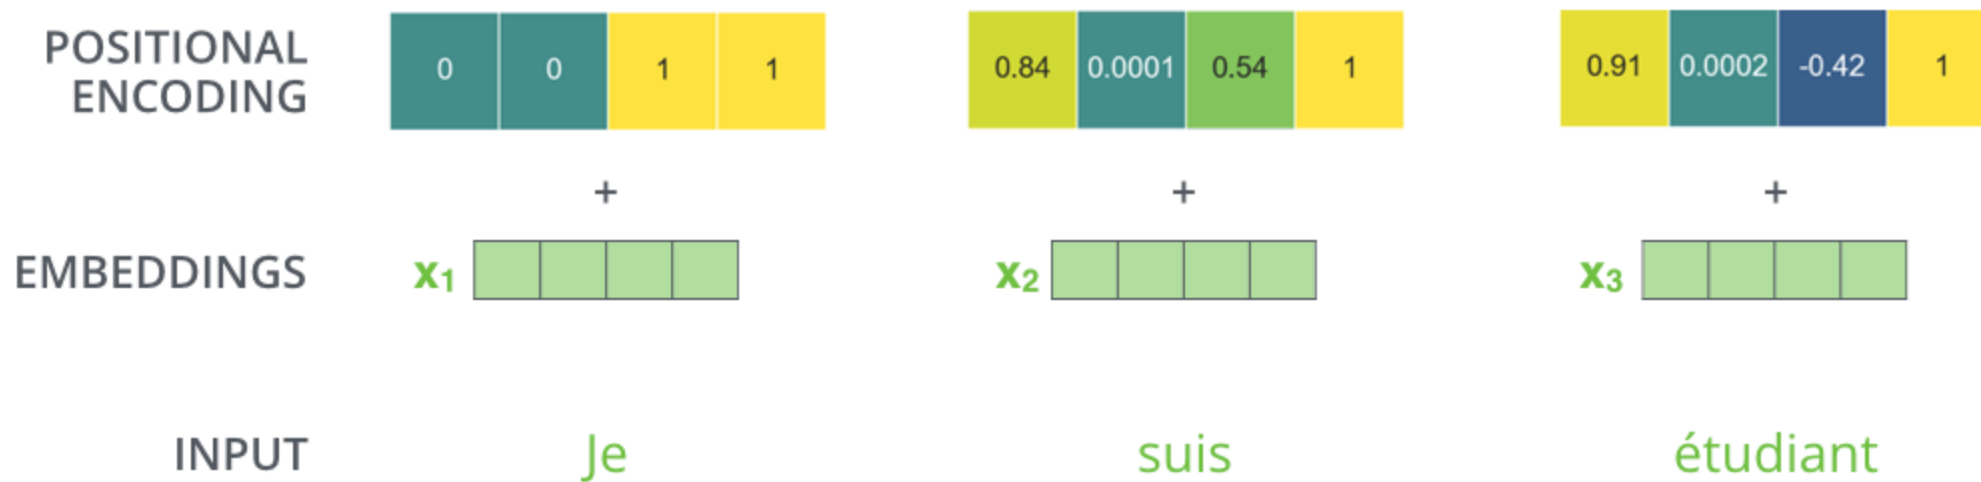 POSITIONAL
ENCODING
0 0 1 1
0.84 0.0001 0.54 1
0.91 0.0002 -0.42 1
+ + +
EMBEDDINGS
x1
x2
x3
INPUT
Je
suis
étudiant